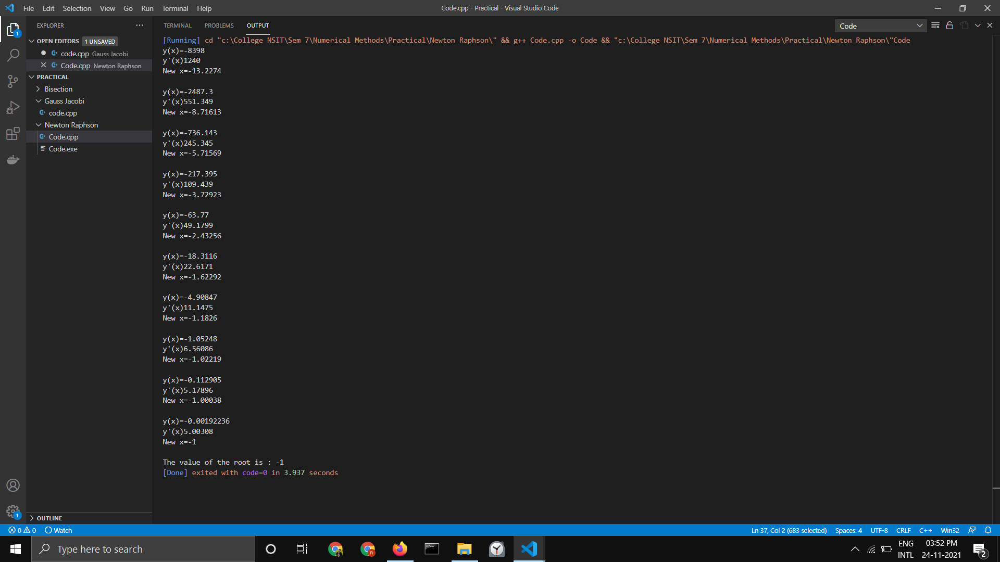 File Edit Selection View Go Run Terminal Help
Code.cpp - Practical - Visual Studio Code
EXPLORER
OPEN EDITORS 1 UNSAVED
code.cpp Gauss Jacobi
Code.cpp Newton Raphson
PRACTICAL
Bisection
Gauss Jacobi
code.cpp
Newton Raphson
Code.cpp
Code.exe
OUTLINE
1
1
TERMINAL PROBLEMS OUTPUT
Code
[Running] cd "c:\College NSIT\Sem 7\Numerical Methods\Practical\Newton Raphson\" && g++ Code.cpp -o Code && "c:\College NSIT\Sem 7\Numerical Methods\Practical\Newton Raphson\"Code
y(x)=-8398
y'(x)1240
New x=-13.2274
y(x)=-2487.3
y'(x)551.349
New x=-8.71613
y(x)=-736.143
y'(x)245.345
New x=-5.71569
y(x)=-217.395
y'(x)109.439
New x=-3.72923
y(x)=-63.77
y'(x)49.1799
New x=-2.43256
y(x)=-18.3116
y'(x)22.6171
New x=-1.62292
y(x)=-4.90847
y'(x)11.1475
New x=-1.1826
y(x)=-1.05248
y'(x)6.56086
New x=-1.02219
y(x)=-0.112905
y'(x)5.17896
New x=-1.00038
y(x)=-0.00192236
y'(x)5.00308
New x=-1
The value of the root is : -1
[Done] exited with code=0 in 3.937 seconds
0 0 Watch
Ln 37, Col 2 (683 selected) Spaces: 4 UTF-8 CRLF C++ Win32
Type here to search
R
ENG
INTL
03:52 PM
24-11-2021
2